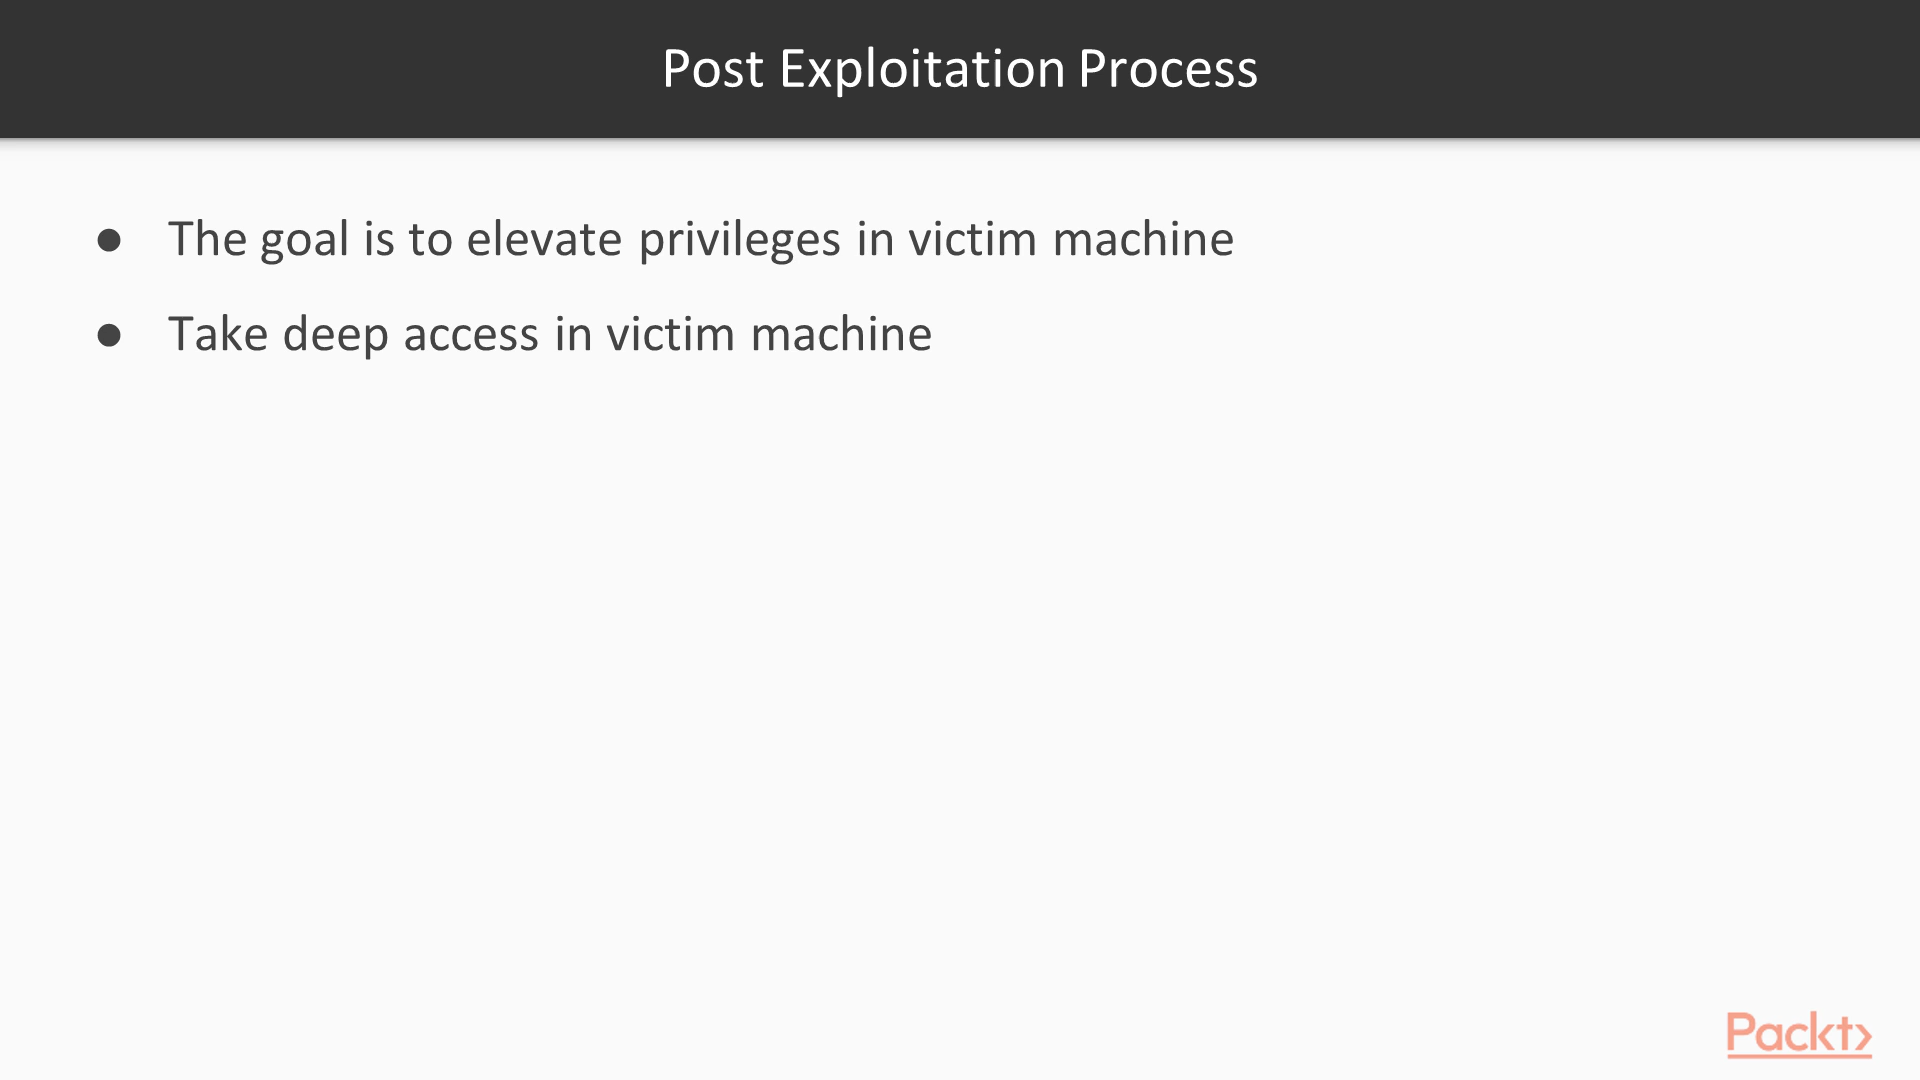 Post Exploitation Process
● The goal is to elevate privileges in victim machine
● Take deep access in victim machine
Packt>